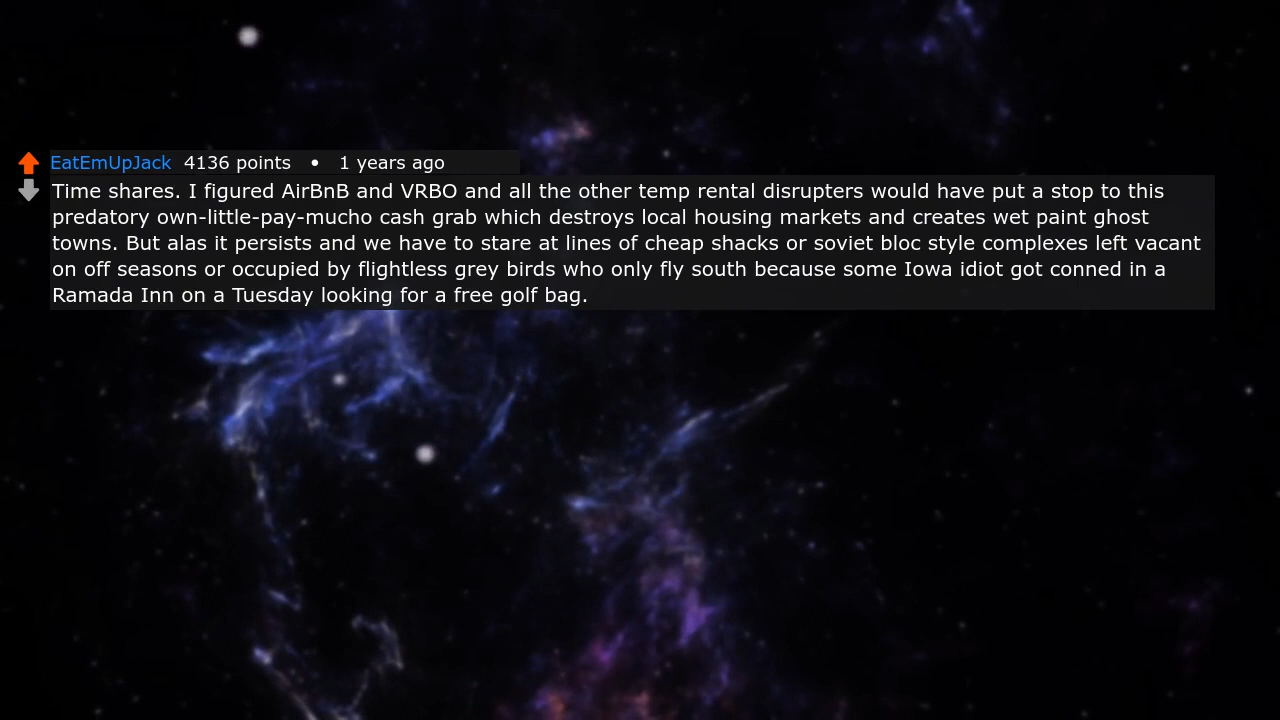 EatEmUpJack 4136 points • 1 years ago
Time shares. I figured AirBnB and VRBO and all the other temp rental disrupters would have put a stop to this
predatory own-little-pay-mucho cash grab which destroys local housing markets and creates wet paint ghost
towns. But alas it persists and we have to stare at lines of cheap shacks or soviet bloc style complexes left vacant
on off seasons or occupied by flightless grey birds who only fly south because some Iowa idiot got conned in a
Ramada Inn on a Tuesday looking for a free golf bag.